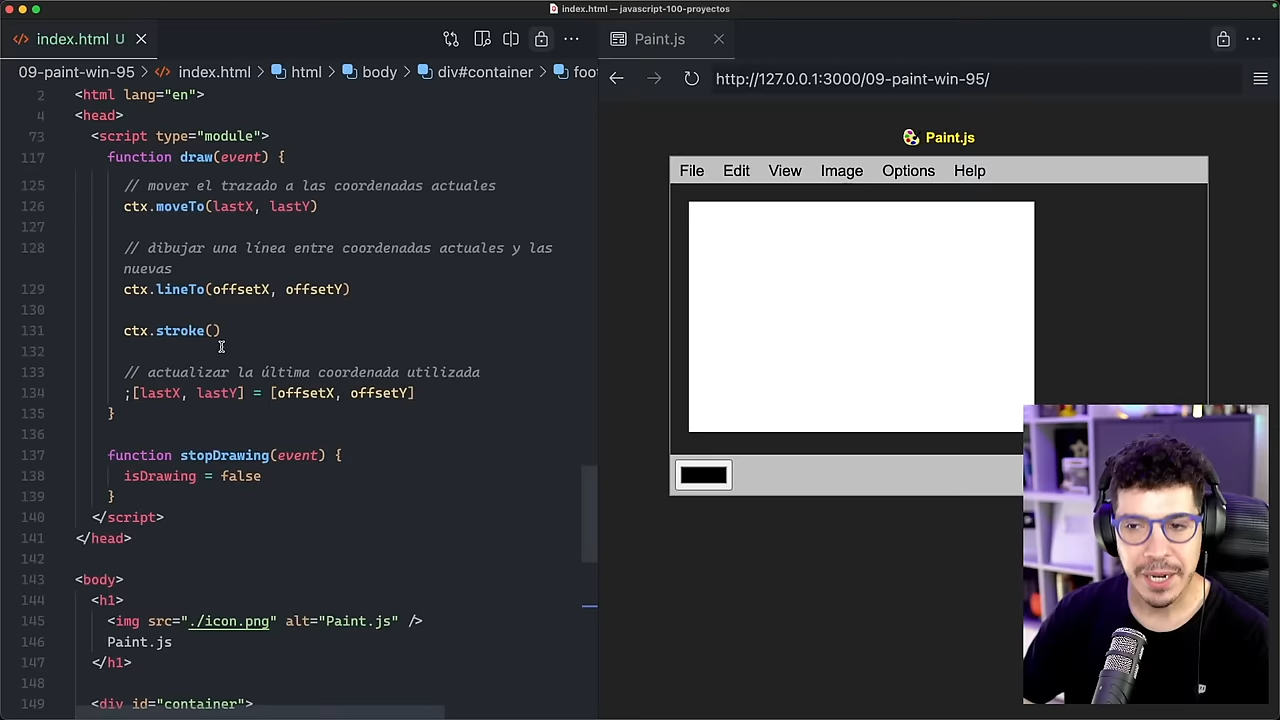 index.html — javascript-100-proyectos
index.html U
Paint.js
09-paint-win-95 > index.html > html > body > div#container > foo
http://127.0.0.1:3000/09-paint-win-95/
2 <html lang="en">
4 <head>
73 <script type="module">
117 function draw(event) {
125 // mover el trazado a las coordenadas actuales
126 ctx.moveTo(lastX, lastY)
127
128 // dibujar una línea entre coordenadas actuales y las
nuevas
129 ctx.lineTo(offsetX, offsetY)
130
131 ctx.stroke()
132
133 // actualizar la última coordenada utilizada
134 ;[lastX, lastY] = [offsetX, offsetY]
135 }
136
137 function stopDrawing(event) {
138 isDrawing = false
139 }
140 </script>
141 </head>
142
143 <body>
144 <h1>
145 <img src="./icon.png" alt="Paint.js" />
146 Paint.js
147 </h1>
148
149 <div id="container">
Paint.js
File Edit View Image Options Help